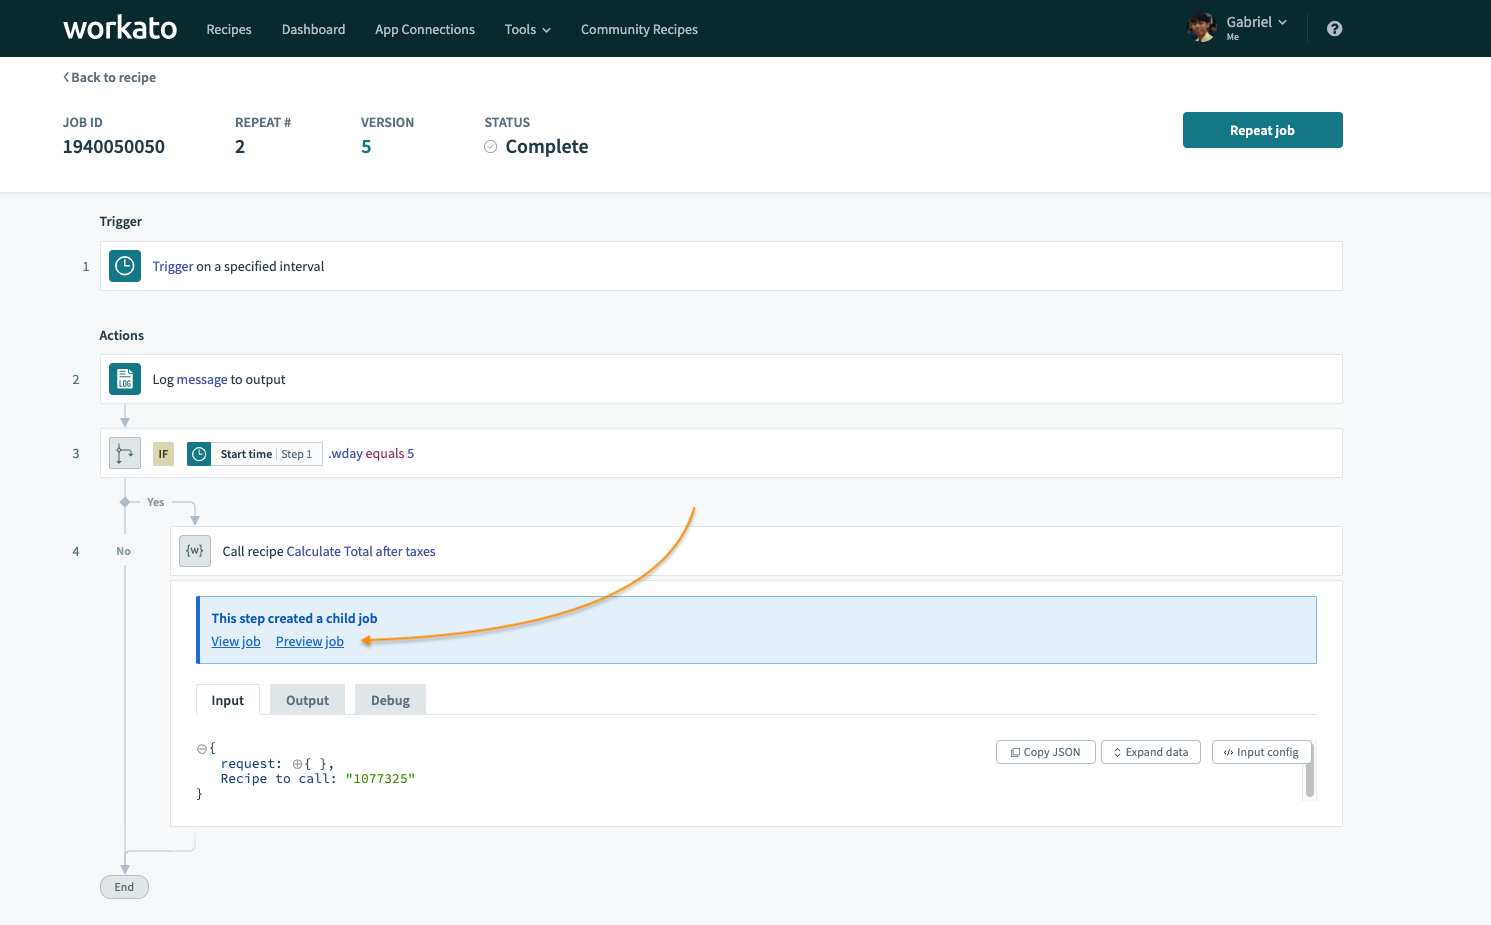 workato Recipes Dashboard App Connections Tools Community Recipes Gabriel ?
Me
Back to recipe
JOB ID REPEAT # VERSION STATUS
1940050050 2 5 Complete
Repeat job
Trigger
1 Trigger on a specified interval
Actions
2 LOG Log message to output
3 IF Start time Step 1 .wday equals 5
Yes
4 No {w} Call recipe Calculate Total after taxes
This step created a child job
View job Preview job
Input Output Debug
{ Copy JSON Expand data Input config
request: { },
Recipe to call: "1077325"
}
End